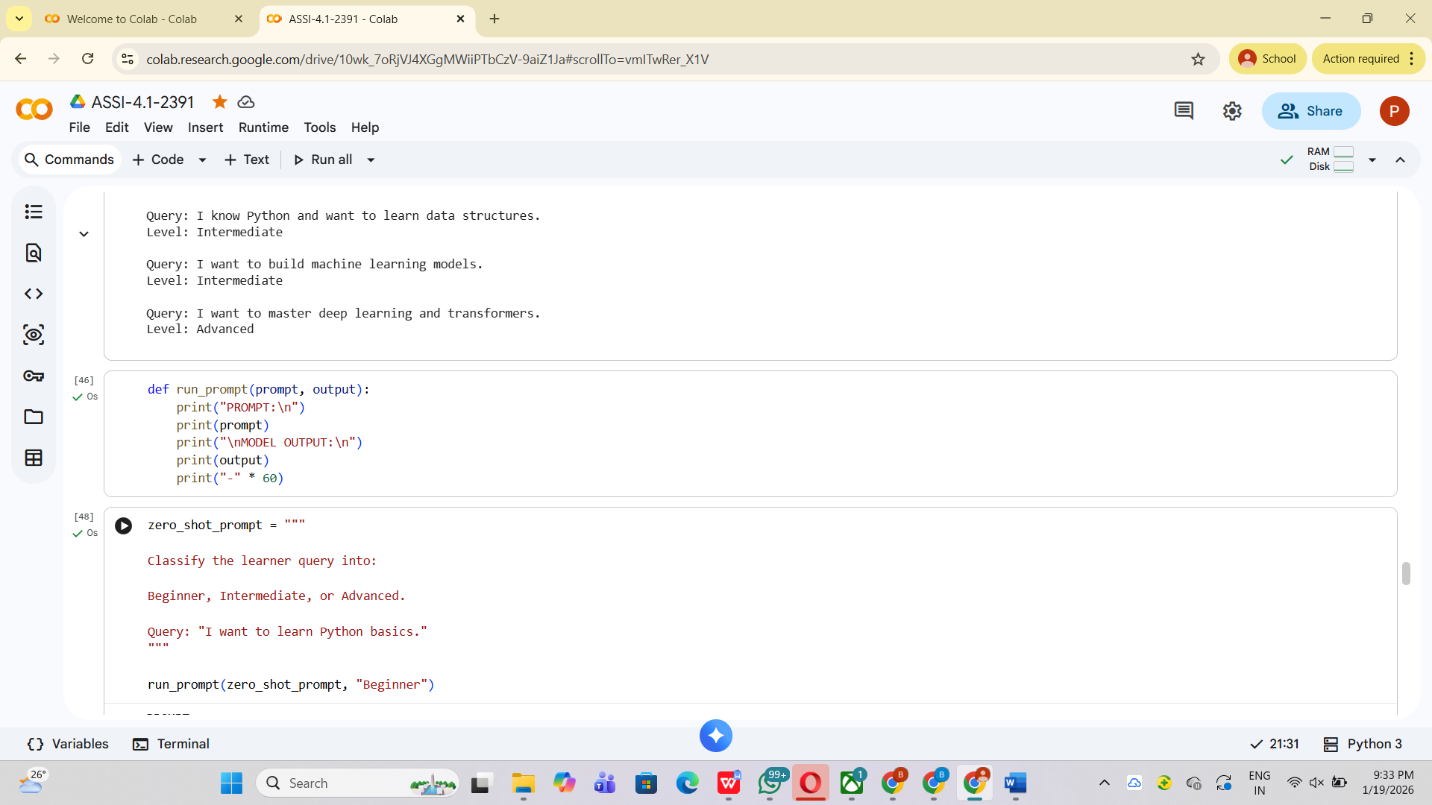 Welcome to Colab - Colab
ASSI-4.1-2391 - Colab
colab.research.google.com/drive/10wk_7oRjVJ4XGgMWiiPTbCzV-9aiZ1Ja#scrollTo=vmlTwRer_X1V
School
Action required
ASSI-4.1-2391
File Edit View Insert Runtime Tools Help
Share
P
Commands + Code + Text Run all
RAM
Disk
Query: I know Python and want to learn data structures.
Level: Intermediate
Query: I want to build machine learning models.
Level: Intermediate
Query: I want to master deep learning and transformers.
Level: Advanced
[46]
0s
def run_prompt(prompt, output):
print("PROMPT:\n")
print(prompt)
print("\nMODEL OUTPUT:\n")
print(output)
print("-" * 60)
[48]
0s
zero_shot_prompt = """
Classify the learner query into:
Beginner, Intermediate, or Advanced.
Query: "I want to learn Python basics."
"""
run_prompt(zero_shot_prompt, "Beginner")
{} Variables Terminal
21:31 Python 3
26°
Search
99+
1
B
B
ENG
IN
9:33 PM
1/19/2026